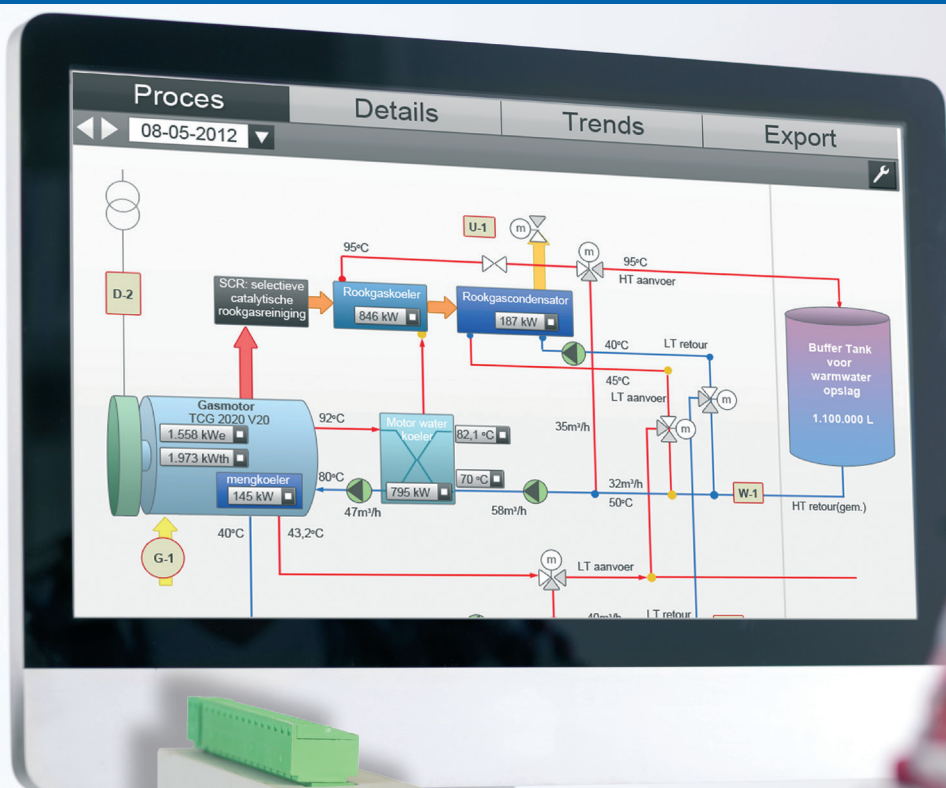 Proces
Details
Trends
Export
08-05-2012
U-1
m
m
95ºC
95ºC
HT aanvoer
D-2
SCR: selectieve
catalytische
rookgasreiniging
Rookgaskoeler
846 kW
Rookgascondensator
187 kW
40ºC
LT retour
45ºC
LT aanvoer
Buffer Tank
voor
warmwater
opslag
1.100.000 L
m
m
35m³/h
Gasmotor
TCG 2020 V20
1.558 kWe
1.973 kWth
mengkoeler
145 kW
92ºC
80ºC
Motor water
koeler
82,1 ºC
70 ºC
795 kW
47m³/h
58m³/h
32m³/h
50ºC
W-1
HT retour(gem.)
40ºC
43,2ºC
G-1
m
LT aanvoer
LT retour